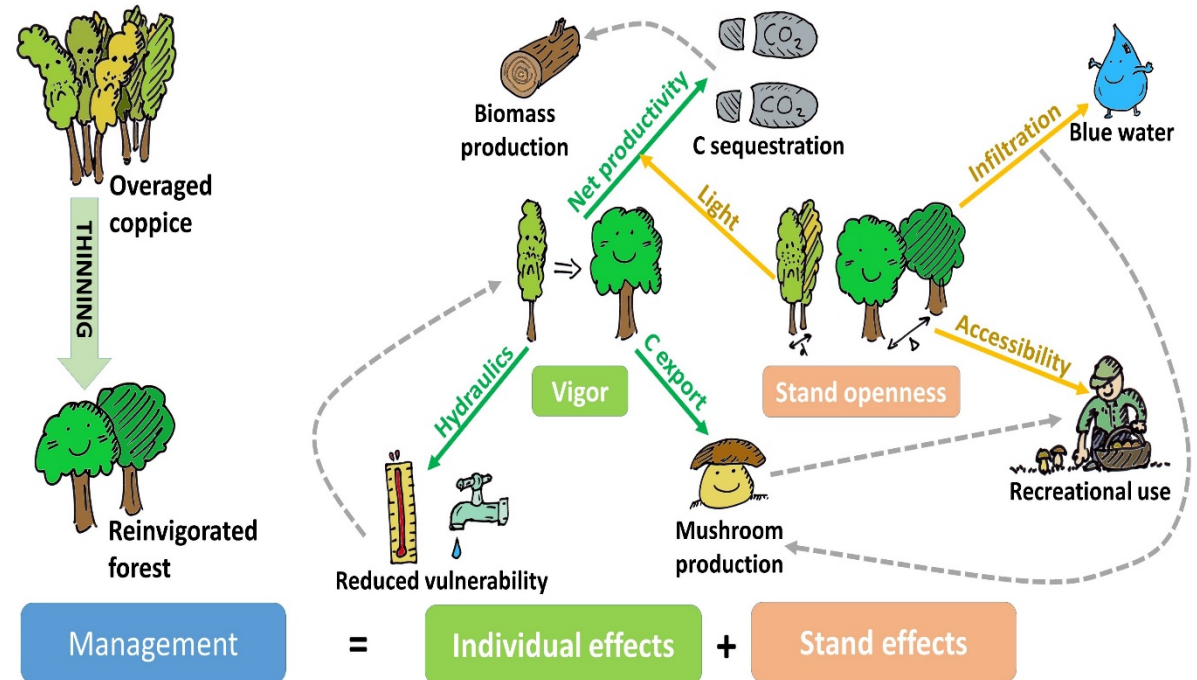 Overaged
coppice
THINING
Reinvigorated
forest
Biomass
production
CO2
CO2
C sequestration
Net productivity
Light
Infiltration
Blue water
Hydraulics
Vigor
C export
Stand openness
Accessibility
Recreational use
Reduced vulnerability
Mushroom
production
Management
=
Individual effects
+
Stand effects